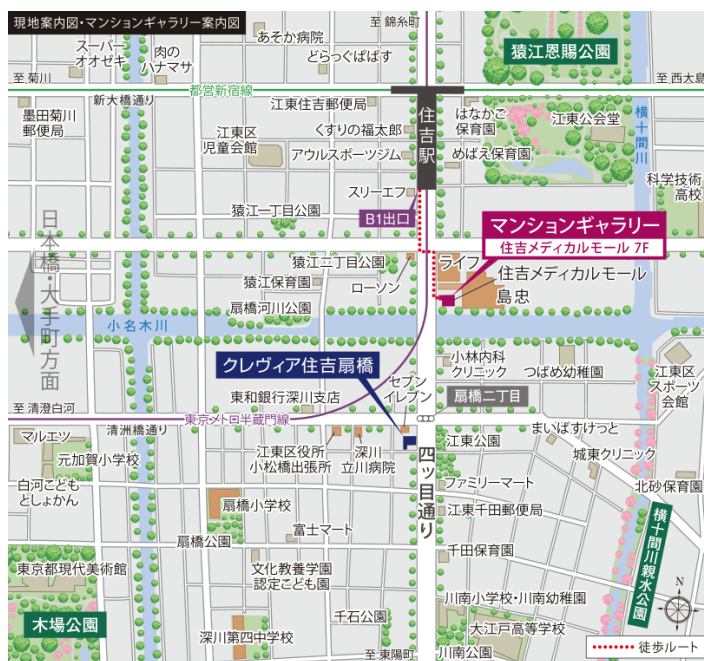 現地案内図・マンションギャラリー案内図
至 錦糸町
あそか病院
どらっぐぱぱす
スーパー
オオゼキ
肉の
ハナマサ
猿江恩賜公園
至 菊川
都営新宿線
至 西大島
新大橋通り
墨田菊川
郵便局
江東住吉郵便局
くすりの福太郎
江東区
児童会館
アウルスポーツジム
住吉駅
はなかご
保育園
江東公会堂
めばえ保育園
横十間川
科学技術
高校
スリーエフ
B1出口
猿江一丁目公園
マンションギャラリー
住吉メディカルモール 7F
日本橋・大手町方面
猿江二丁目公園
ローソン
猿江保育園
扇橋河川公園
ライフ
住吉メディカルモール
島忠
小名木川
クレヴィア住吉扇橋
小林内科
クリニック
つばめ幼稚園
江東区
スポーツ
会館
セブン
イレブン
扇橋二丁目
東和銀行深川支店
至 清澄白河
東京メトロ半蔵門線
清洲橋通り
マルエツ
元加賀小学校
江東区役所
小松橋出張所
深川
立川病院
四ッ目通り
江東公園
まいばすけっと
城東クリニック
白河こども
としょかん
ファミリーマート
北砂保育園
扇橋小学校
江東千田郵便局
富士マート
扇橋公園
千田保育園
横十間川親水公園
東京都現代美術館
文化教養学園
認定こども園
木場公園
千石公園
川南小学校・川南幼稚園
大江戸高等学校
深川第四中学校
至 東陽町
川南公園
N
徒歩ルート